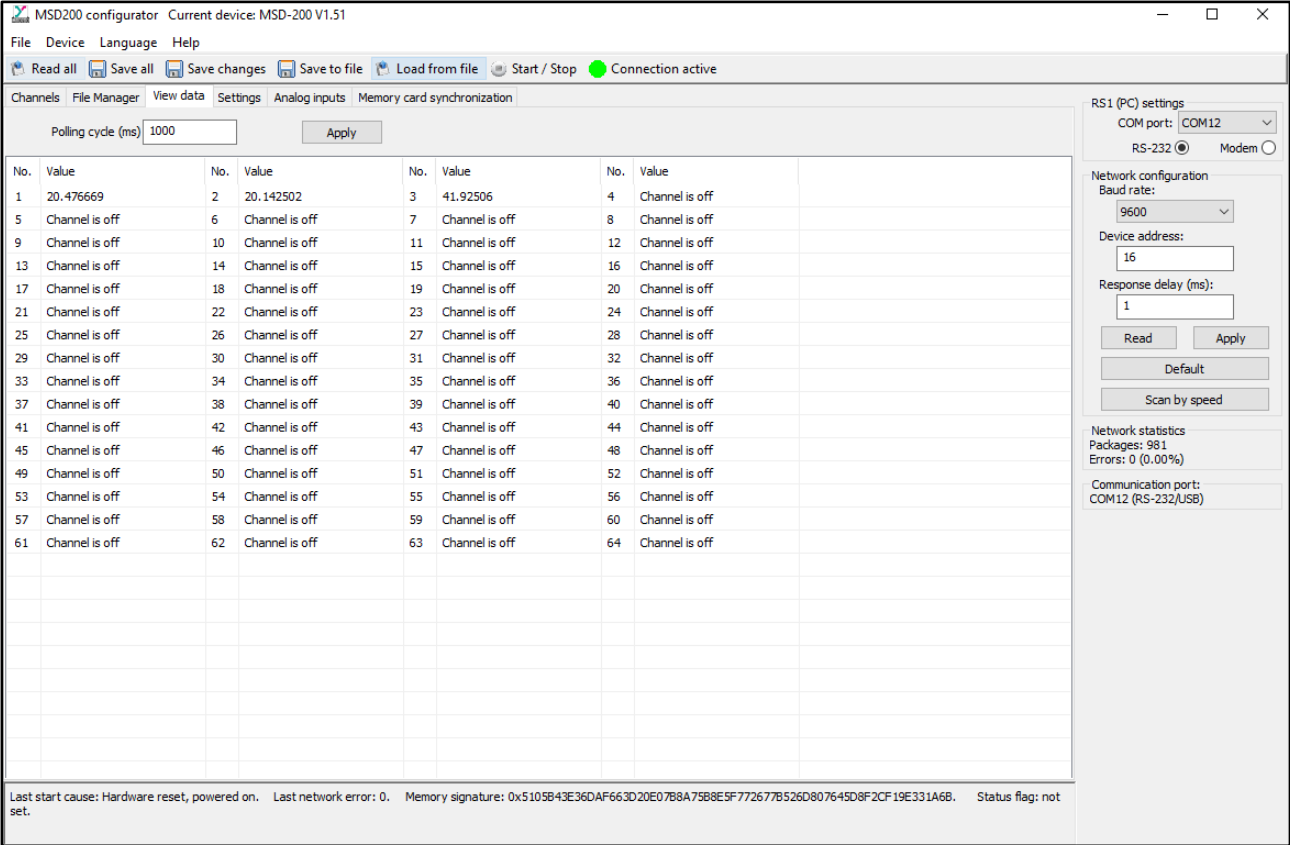 MSD200 configurator Current device: MSD-200 V1.51
File Device Language Help
Read all Save all Save changes Save to file Load from file Start / Stop Connection active
Channels File Manager View data Settings Analog inputs Memory card synchronization
Polling cycle (ms) 1000 Apply
No. Value No. Value No. Value No. Value
1 20.476669 2 20.142502 3 41.92506 4 Channel is off
5 Channel is off 6 Channel is off 7 Channel is off 8 Channel is off
9 Channel is off 10 Channel is off 11 Channel is off 12 Channel is off
13 Channel is off 14 Channel is off 15 Channel is off 16 Channel is off
17 Channel is off 18 Channel is off 19 Channel is off 20 Channel is off
21 Channel is off 22 Channel is off 23 Channel is off 24 Channel is off
25 Channel is off 26 Channel is off 27 Channel is off 28 Channel is off
29 Channel is off 30 Channel is off 31 Channel is off 32 Channel is off
33 Channel is off 34 Channel is off 35 Channel is off 36 Channel is off
37 Channel is off 38 Channel is off 39 Channel is off 40 Channel is off
41 Channel is off 42 Channel is off 43 Channel is off 44 Channel is off
45 Channel is off 46 Channel is off 47 Channel is off 48 Channel is off
49 Channel is off 50 Channel is off 51 Channel is off 52 Channel is off
53 Channel is off 54 Channel is off 55 Channel is off 56 Channel is off
57 Channel is off 58 Channel is off 59 Channel is off 60 Channel is off
61 Channel is off 62 Channel is off 63 Channel is off 64 Channel is off
RS1 (PC) settings
COM port: COM12
RS-232 Modem
Network configuration
Baud rate:
9600
Device address:
16
Response delay (ms):
1
Read Apply
Default
Scan by speed
Network statistics
Packages: 981
Errors: 0 (0.00%)
Communication port:
COM12 (RS-232/USB)
Last start cause: Hardware reset, powered on. Last network error: 0. Memory signature: 0x5105B43E36DAF663D20E07B8A75B8E5F772677B526D807645D8F2CF19E331A6B. Status flag: not
set.